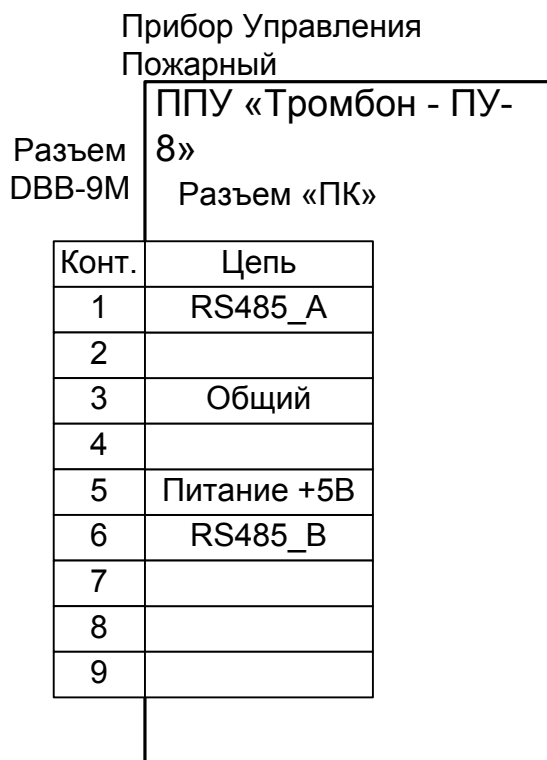 Прибор Управления
Пожарный
ППУ «Тромбон - ПУ-
8»
Разъем
DBB-9M
Разъем «ПК»
Конт. Цепь
1 RS485_A
2
3 Общий
4
5 Питание +5В
6 RS485_B
7
8
9